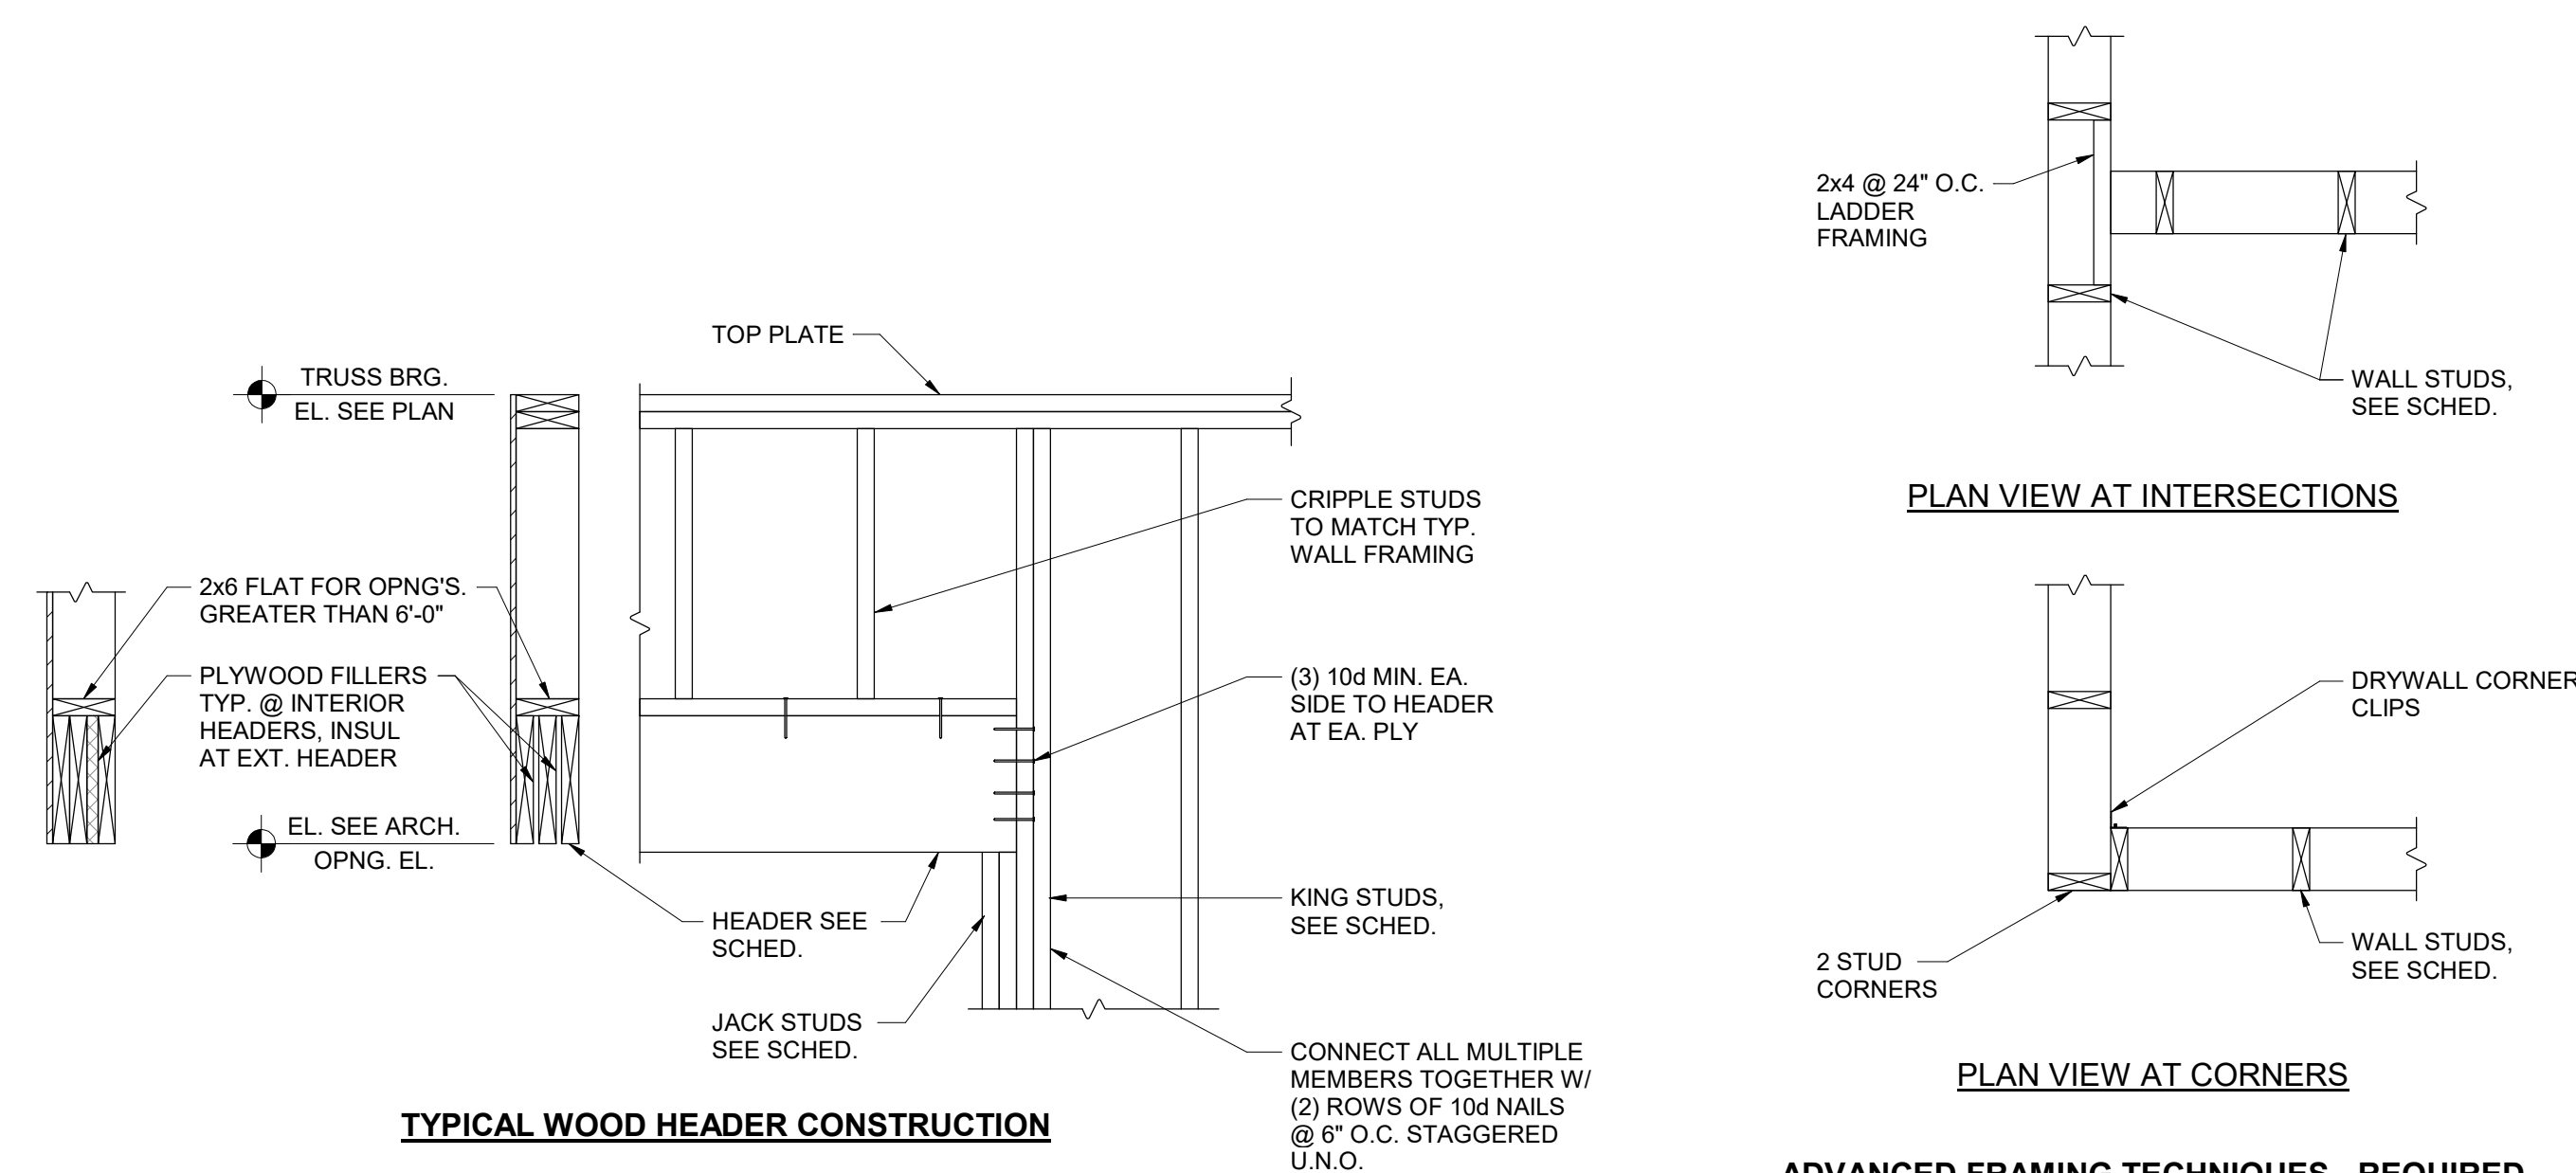 TOP PLATE
TRUSS BRG.
EL. SEE PLAN
CRIPPLE STUDS
TO MATCH TYP.
WALL FRAMING
2x6 FLAT FOR OPNG'S.
GREATER THAN 6'-0"
PLYWOOD FILLERS
TYP. @ INTERIOR
HEADERS, INSUL
AT EXT. HEADER
(3) 10d MIN. EA.
SIDE TO HEADER
AT EA. PLY
EL. SEE ARCH.
OPNG. EL.
HEADER SEE
SCHED.
KING STUDS,
SEE SCHED.
JACK STUDS
SEE SCHED.
CONNECT ALL MULTIPLE
MEMBERS TOGETHER W/
(2) ROWS OF 10d NAILS
@ 6" O.C. STAGGERED
U.N.O.
TYPICAL WOOD HEADER CONSTRUCTION
2x4 @ 24" O.C.
LADDER
FRAMING
WALL STUDS,
SEE SCHED.
PLAN VIEW AT INTERSECTIONS
DRYWALL CORNER
CLIPS
2 STUD
CORNERS
WALL STUDS,
SEE SCHED.
PLAN VIEW AT CORNERS
ADVANCED FRAMING TECHNIQUES - REQUIRED